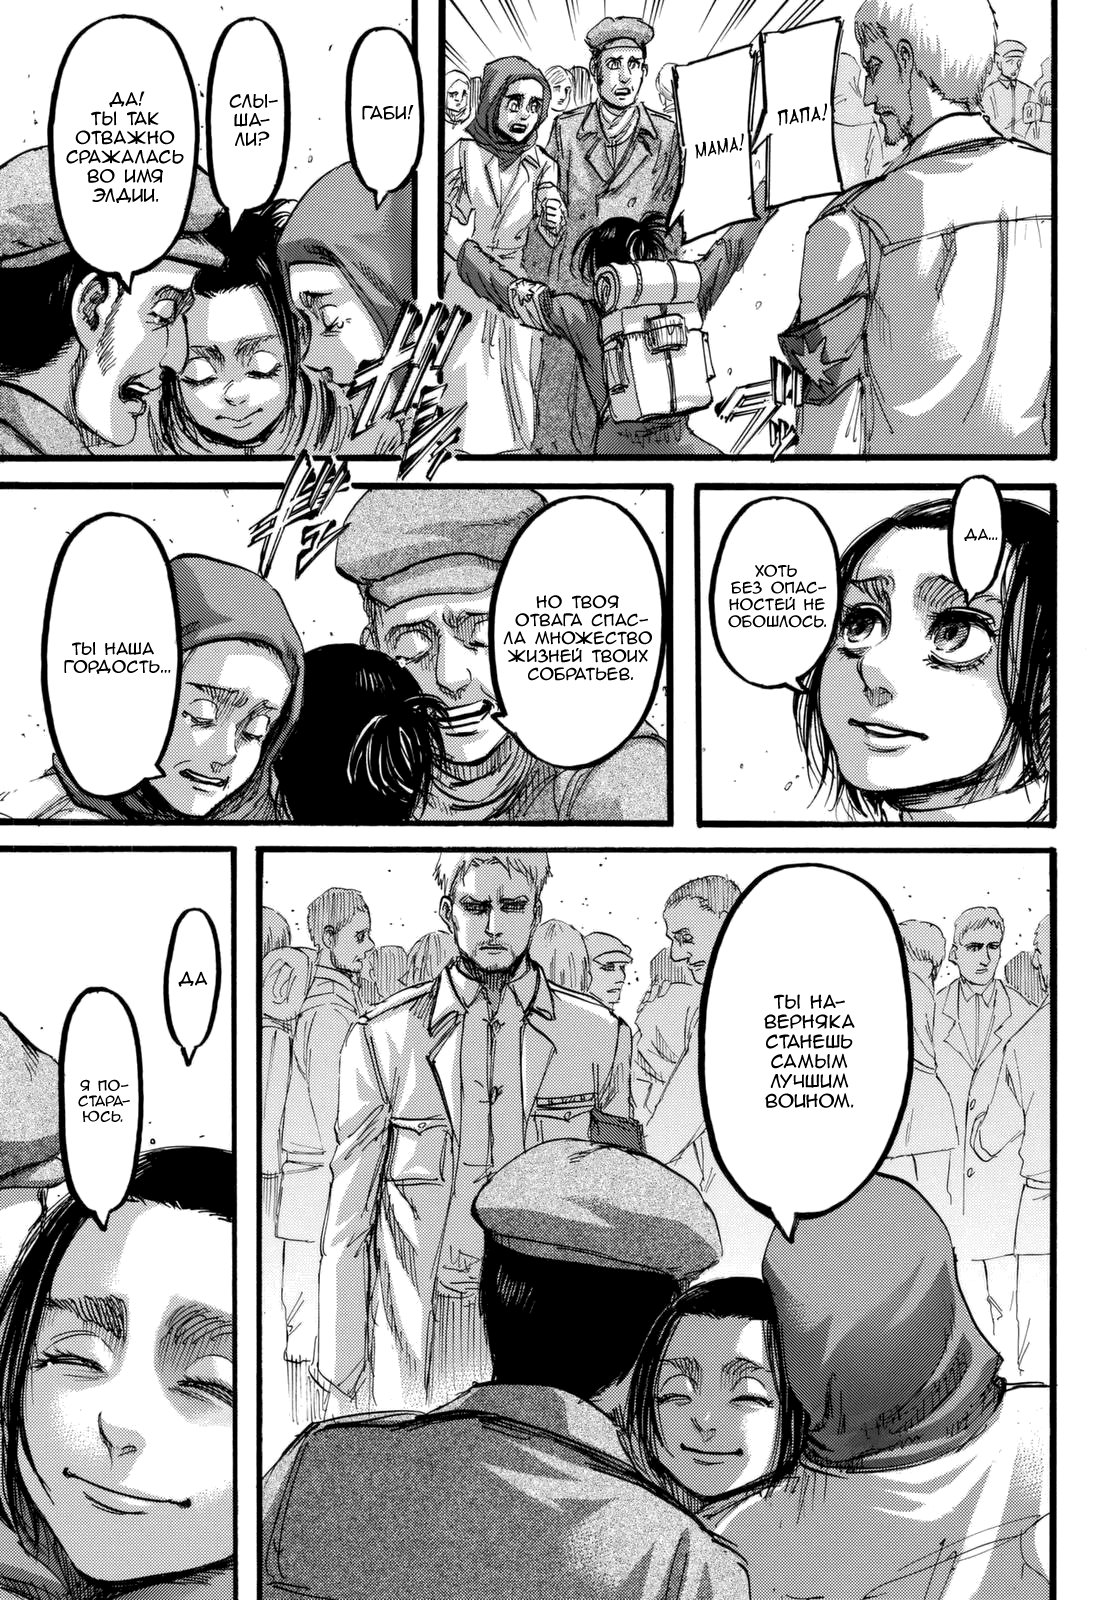 ПАПА!
МАМА!
ГАБИ!
СЛЫ-
ША-
ЛИ?
ДА!
ТЫ ТАК
ОТВАЖНО
СРАЖАЛАСЬ
ВО ИМЯ
ЭЛДИИ.
ДА...
ХОТЬ
БЕЗ ОПАС-
НОСТЕЙ НЕ
ОБОШЛОСЬ.
НО ТВОЯ
ОТВАГА СПАС-
ЛА МНОЖЕСТВО
ЖИЗНЕЙ ТВОИХ
СОБРАТЬЕВ.
ТЫ НАША
ГОРДОСТЬ...
ТЫ НА-
ВЕРНЯКА
СТАНЕШЬ
САМЫМ
ЛУЧШИМ
ВОИНОМ.
ДА
Я ПО-
СТАРА-
ЮСЬ.